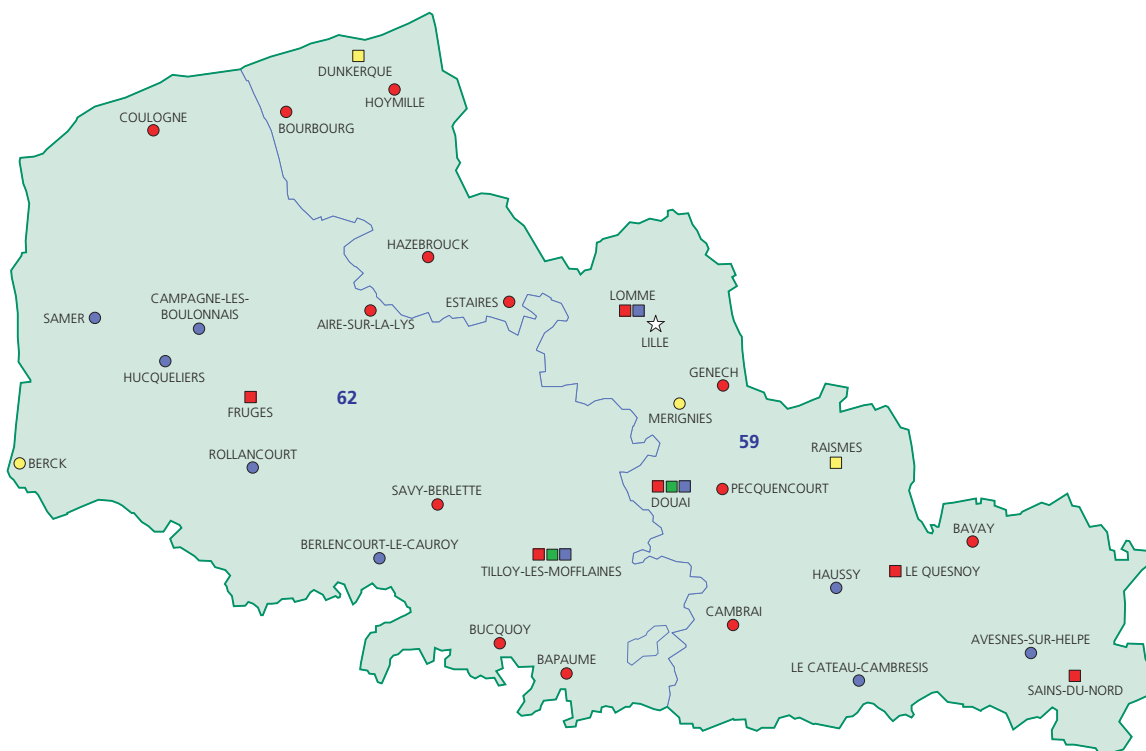 DUNKERQUE
HOYMILLE
COULOGNE
BOURBOURG
HAZEBROUCK
ESTAIRES
LOMME
CAMPAGNE-LES-
BOULONNAIS
SAMER
AIRE-SUR-LA-LYS
LILLE
HUCQUELIERS
GENECH
62
FRUGES
MERIGNIES
59
RAISMES
ROLLANCOURT
BERCK
SAVY-BERLETTE
DOUAI
PECQUENCOURT
BAVAY
BERLENCOURT-LE-CAUROY
TILLOY-LES-MOFFLAINES
HAUSSY
LE QUESNOY
CAMBRAI
BUCQUOY
AVESNES-SUR-HELPE
BAPAUME
LE CATEAU-CAMBRESIS
SAINS-DU-NORD